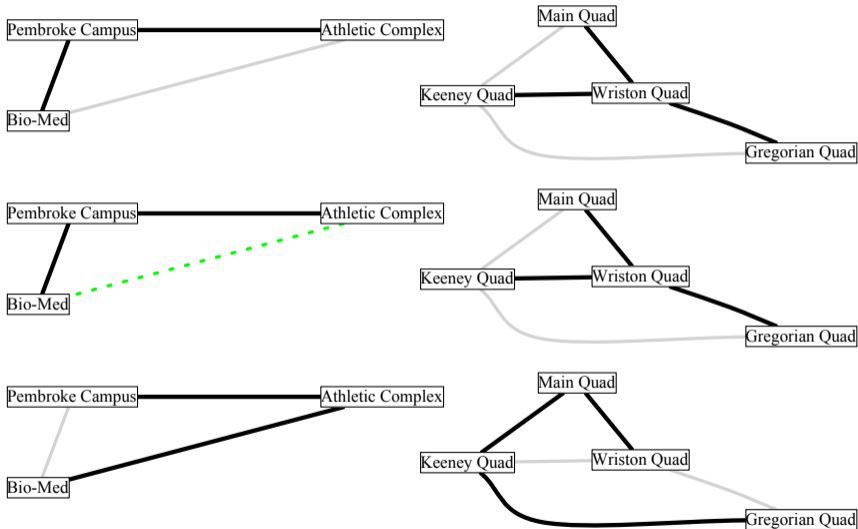 Main Quad
Pembroke Campus Athletic Complex
Keeney Quad Wriston Quad
Bio-Med
Gregorian Quad
Main Quad
Pembroke Campus Athletic Complex
Keeney Quad Wriston Quad
Bio-Med
Gregorian Quad
Main Quad
Pembroke Campus Athletic Complex
Keeney Quad Wriston Quad
Bio-Med
Gregorian Quad